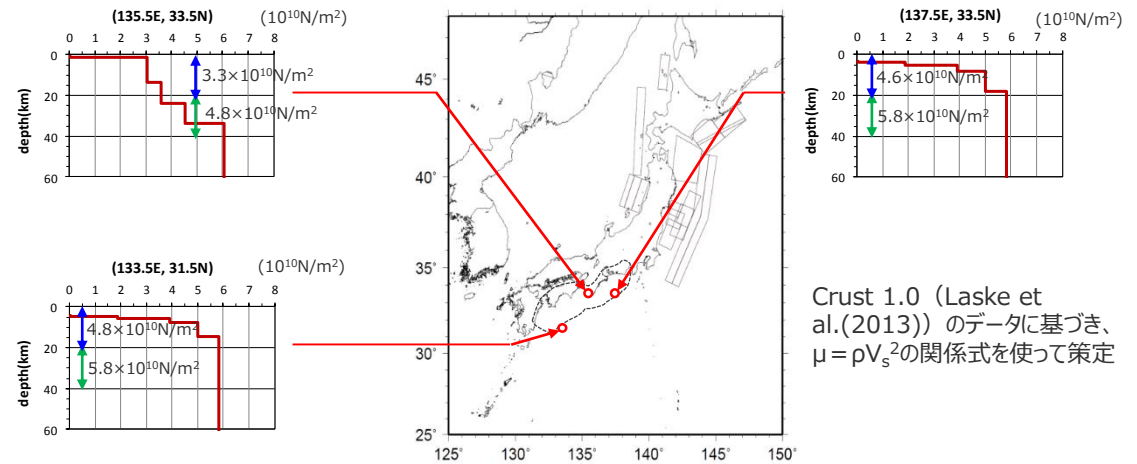 (135.5E, 33.5N)
(10¹⁰N/m²)
0 1 2 3 4 5 6 7 8
0
20
40
60
depth(km)
3.3×10¹⁰N/m²
4.8×10¹⁰N/m²
(133.5E, 31.5N)
(10¹⁰N/m²)
0 1 2 3 4 5 6 7 8
0
20
40
60
depth(km)
4.8×10¹⁰N/m²
5.8×10¹⁰N/m²
45°
40°
35°
30°
25°
125° 130° 135° 140° 145° 150°
(137.5E, 33.5N)
(10¹⁰N/m²)
0 1 2 3 4 5 6 7 8
0
20
40
60
depth(km)
4.6×10¹⁰N/m²
5.8×10¹⁰N/m²
Crust 1.0（Laske et
al.(2013)）のデータに基づき、
μ＝ρVₛ²の関係式を使って策定